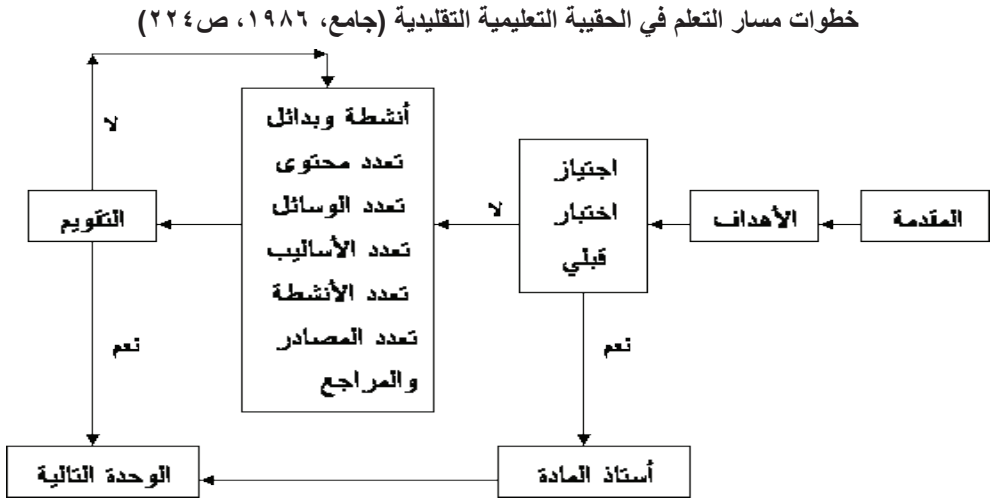 خطوات مسار التعلم في الحقيبة التعليمية التقليدية (جامع، ١٩٨٦، ص٢٢٤)
المقدمة
الأهداف
اجتياز
اختبار
قبلي
لا
نعم
أنشطة وبدائل
تعدد محتوى
تعدد الوسائل
تعدد الأساليب
تعدد الأنشطة
تعدد المصادر
والمراجع
التقويم
لا
نعم
أستاذ المادة
الوحدة التالية